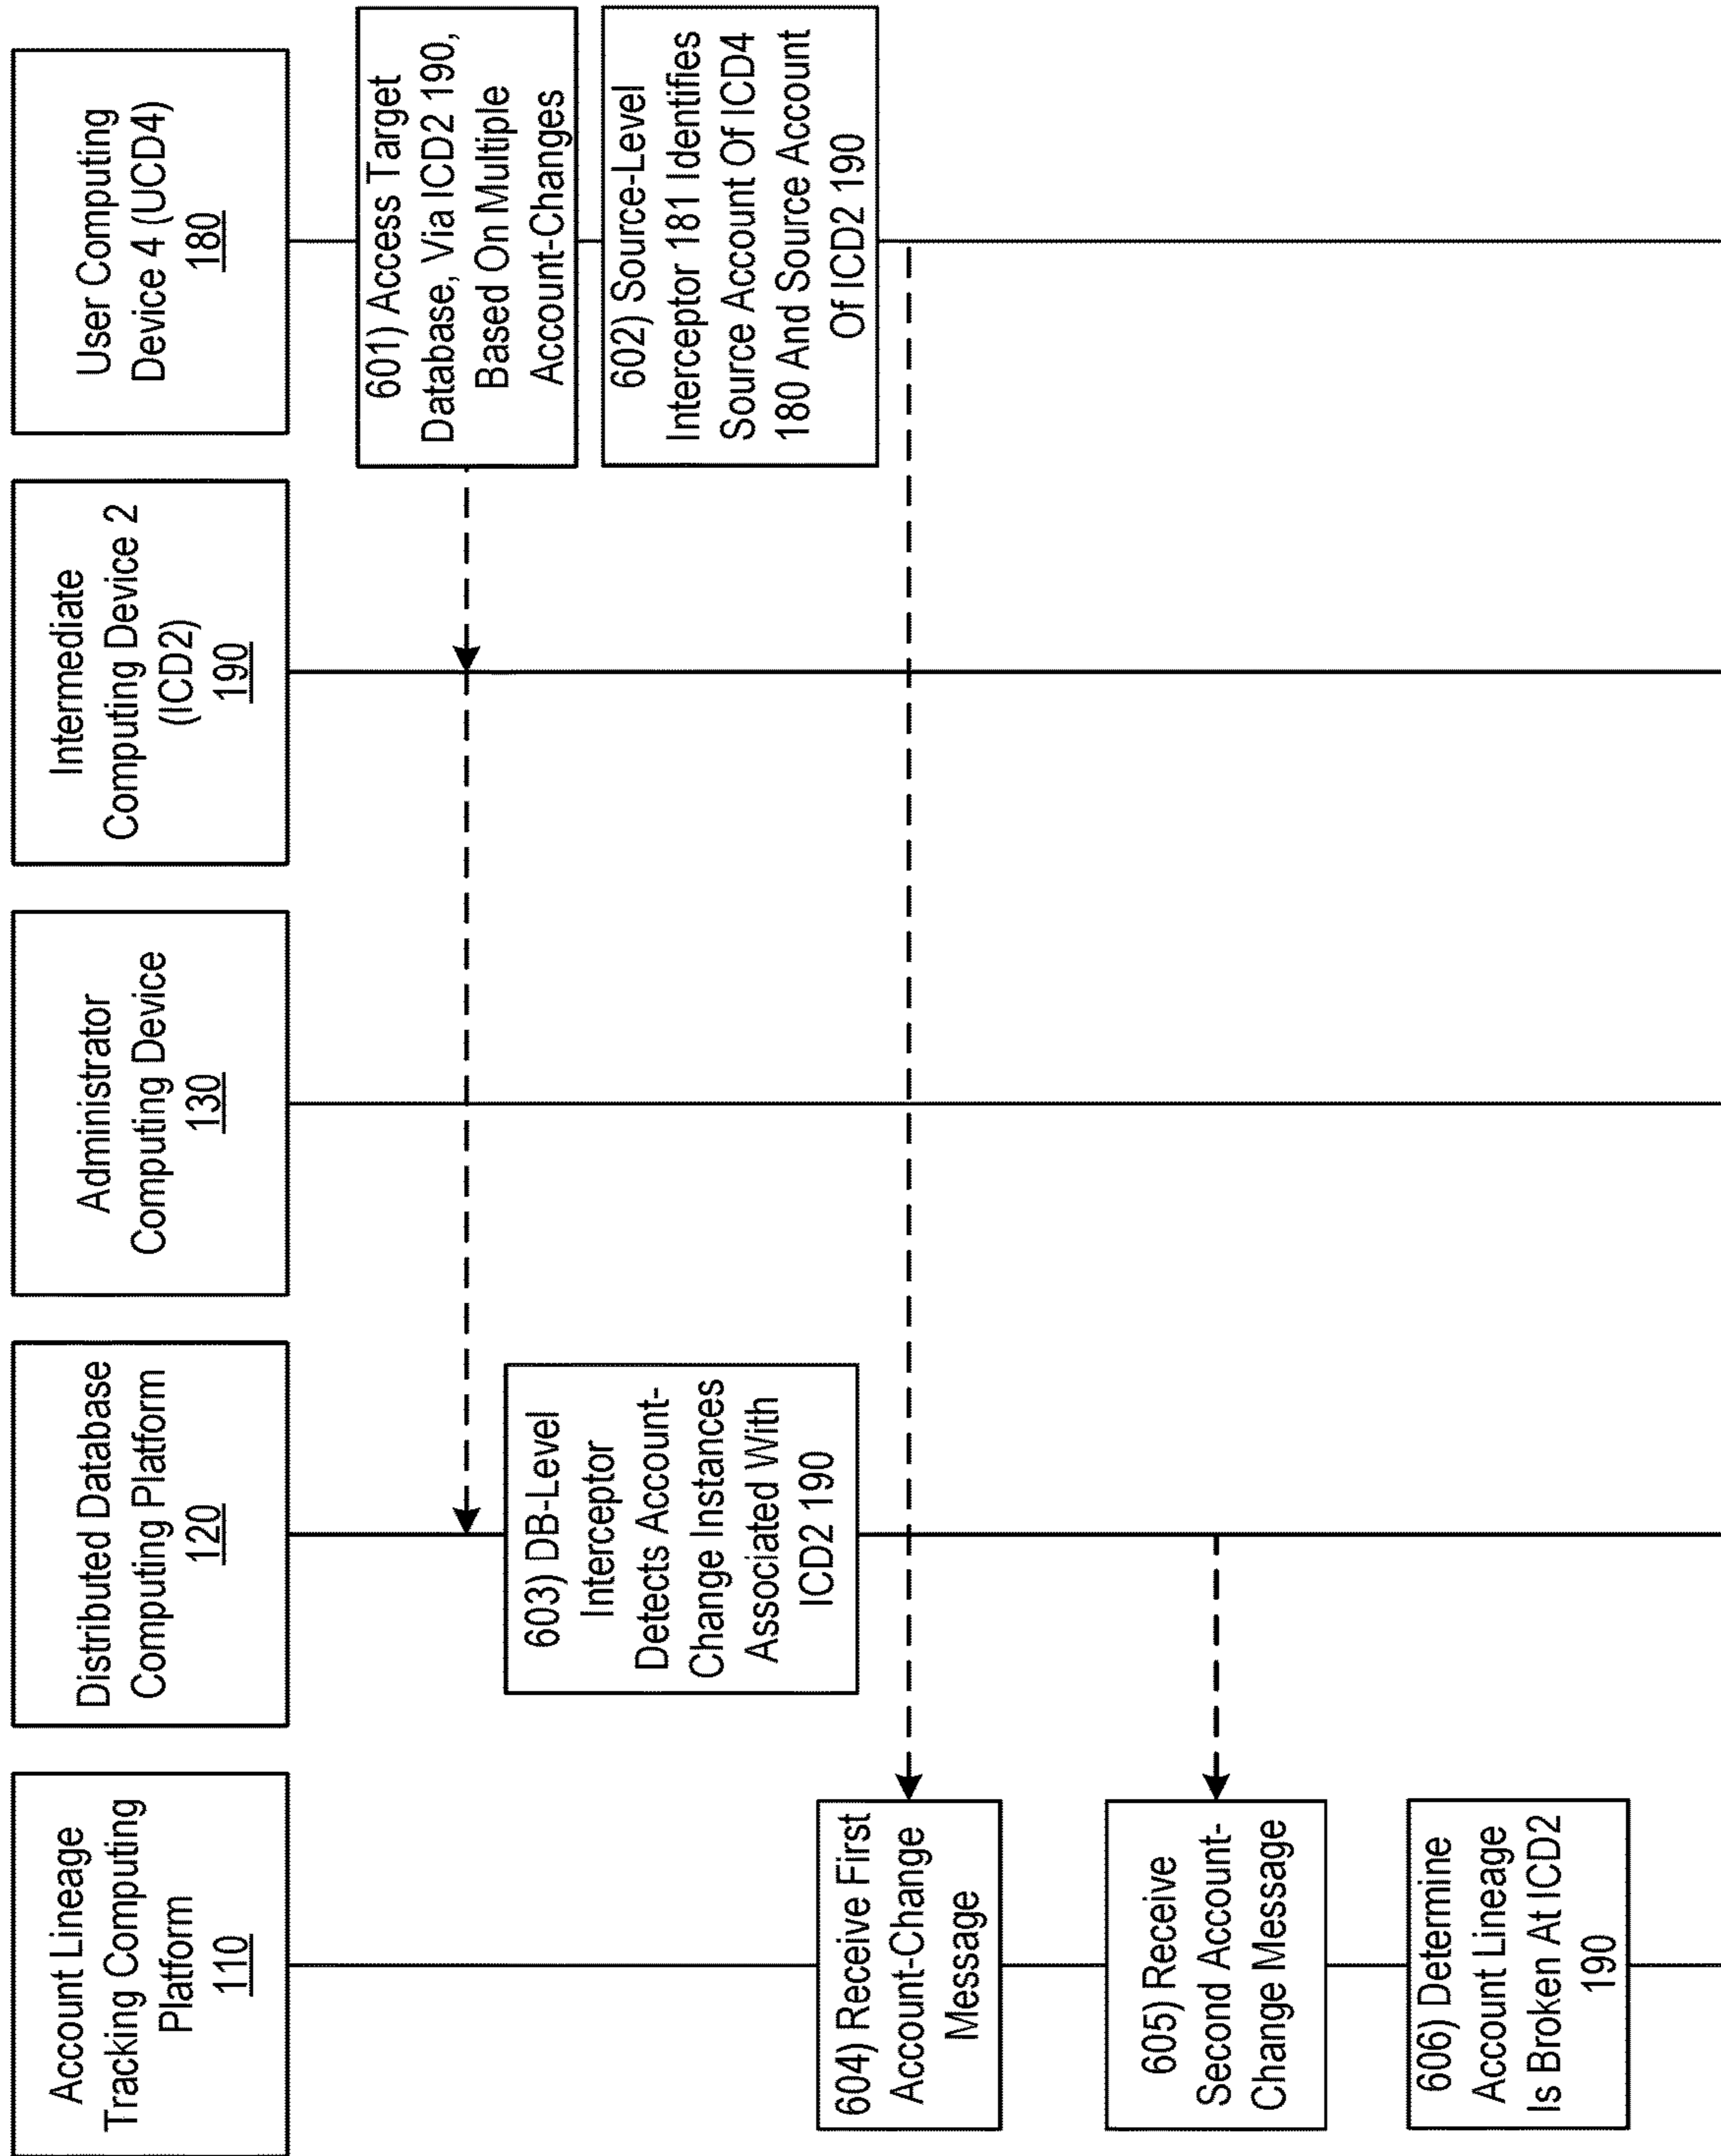 Account Lineage
Tracking Computing
Platform
110
Distributed Database
Computing Platform
120
Administrator
Computing Device
130
Intermediate
Computing Device 2
(ICD2)
190
User Computing
Device 4 (UCD4)
180
601) Access Target
Database, Via ICD2 190,
Based On Multiple
Account-Changes
602) Source-Level
Interceptor 181 Identifies
Source Account Of ICD4
180 And Source Account
Of ICD2 190
603) DB-Level
Interceptor
Detects Account-
Change Instances
Associated With
ICD2 190
604) Receive First
Account-Change
Message
605) Receive
Second Account-
Change Message
606) Determine
Account Lineage
Is Broken At ICD2
190